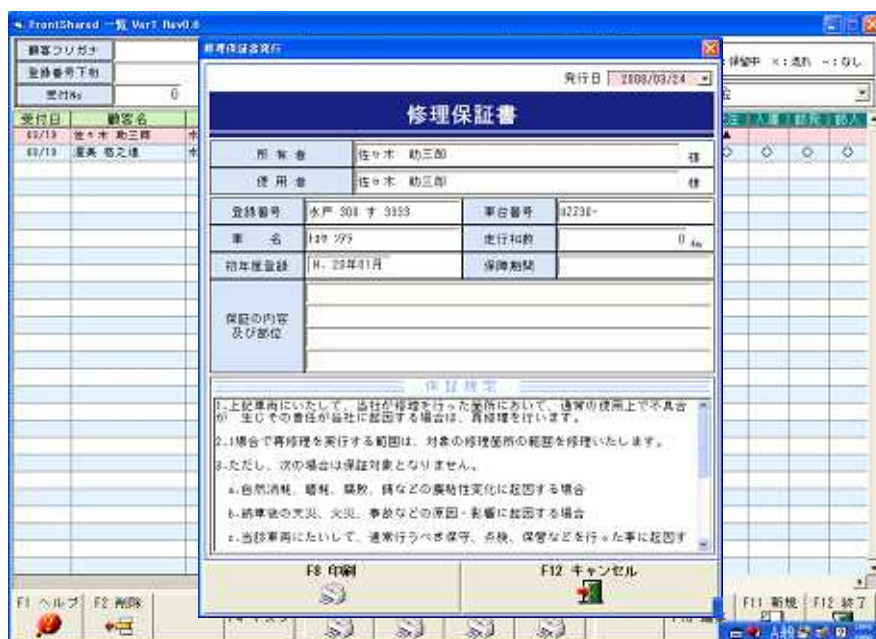 FrontShared 一覧 Ver7 Rev0.8
顧客フリガナ
登録番号下桁
受付No 0
保留中 ×:流れ -:なし
受付日 顧客名
03/13 佐々木 助三郎 水
03/13 渥美 格之進 水
修理保証書発行
発行日 2008/03/24
修理保証書
所有者 佐々木 助三郎 様
使用者 佐々木 助三郎 様
登録番号 水戸 300 す 3953 車台番号
車名 走行粁数 0 Km
初年度登録 H. 20年01月 保障期間
保証の内容
及び部位
保証規定
1.上記車両にいたして、当社が修理を行った箇所において、通常の使用上で不具合
が 生じその責任が当社に起因する場合は、再修理を行います。
2.1場合で再修理を実行する範囲は、対象の修理箇所の範囲を修理いたします。
3.ただし、次の場合は保証対象となりません。
a.自然消耗、磨耗、腐敗、錆などの農務性変化に起因する場合
b.納車後の天災、火災、事故などの原因・影響に起因する場合
c.当該車両にたいして、通常行うべき保守、点検、保管などを行った事に起因す
F8 印刷 F12 キャンセル
F1 ヘルプ F2 削除 F11 新規 F12 終了